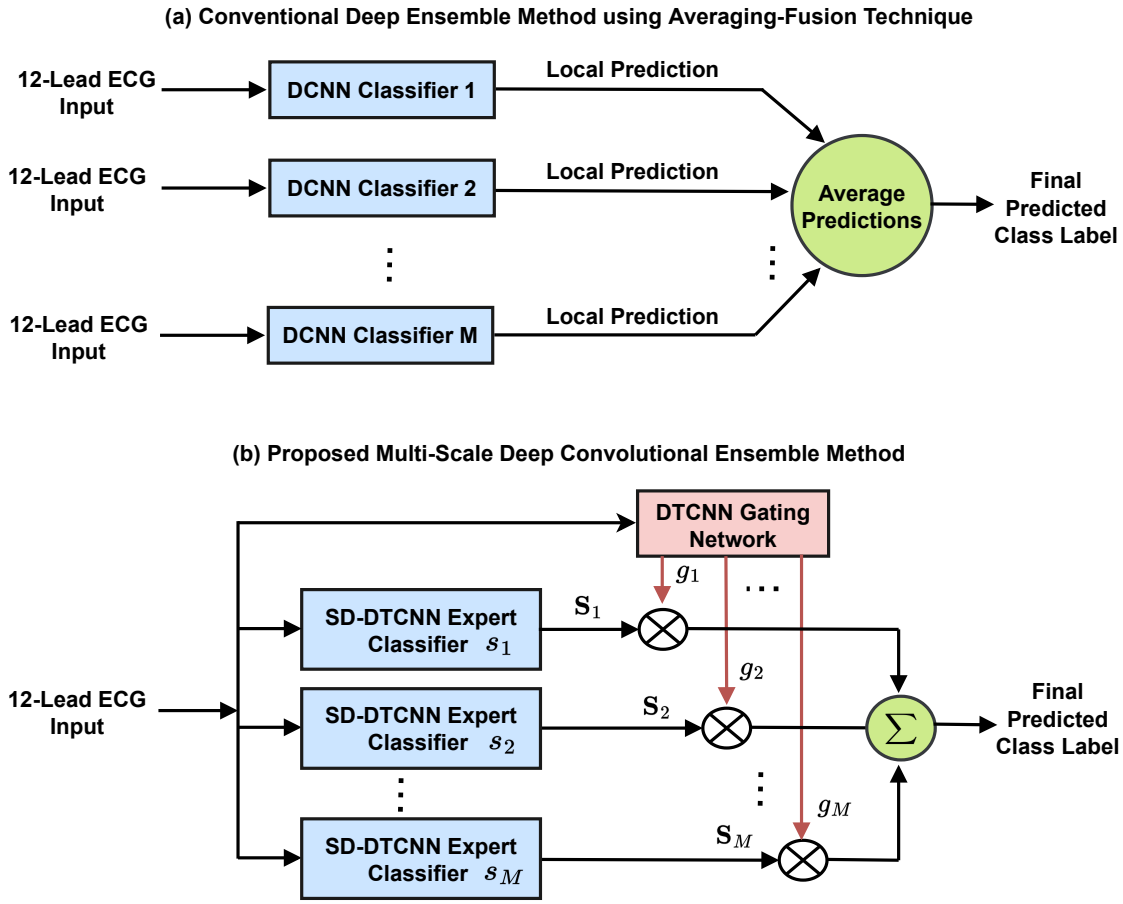 (a) Conventional Deep Ensemble Method using Averaging-Fusion Technique
12-Lead ECG
Input
DCNN Classifier 1
Local Prediction
12-Lead ECG
Input
DCNN Classifier 2
Local Prediction
Average
Predictions
Final
Predicted
Class Label
⋮
⋮
12-Lead ECG
Input
DCNN Classifier M
Local Prediction
(b) Proposed Multi-Scale Deep Convolutional Ensemble Method
DTCNN Gating
Network
g₁
⋯
SD-DTCNN Expert
Classifier s₁
S₁
g₂
12-Lead ECG
Input
SD-DTCNN Expert
Classifier s₂
S₂
Σ
Final
Predicted
Class Label
⋮
⋮
g_M
SD-DTCNN Expert
Classifier s_M
S_M